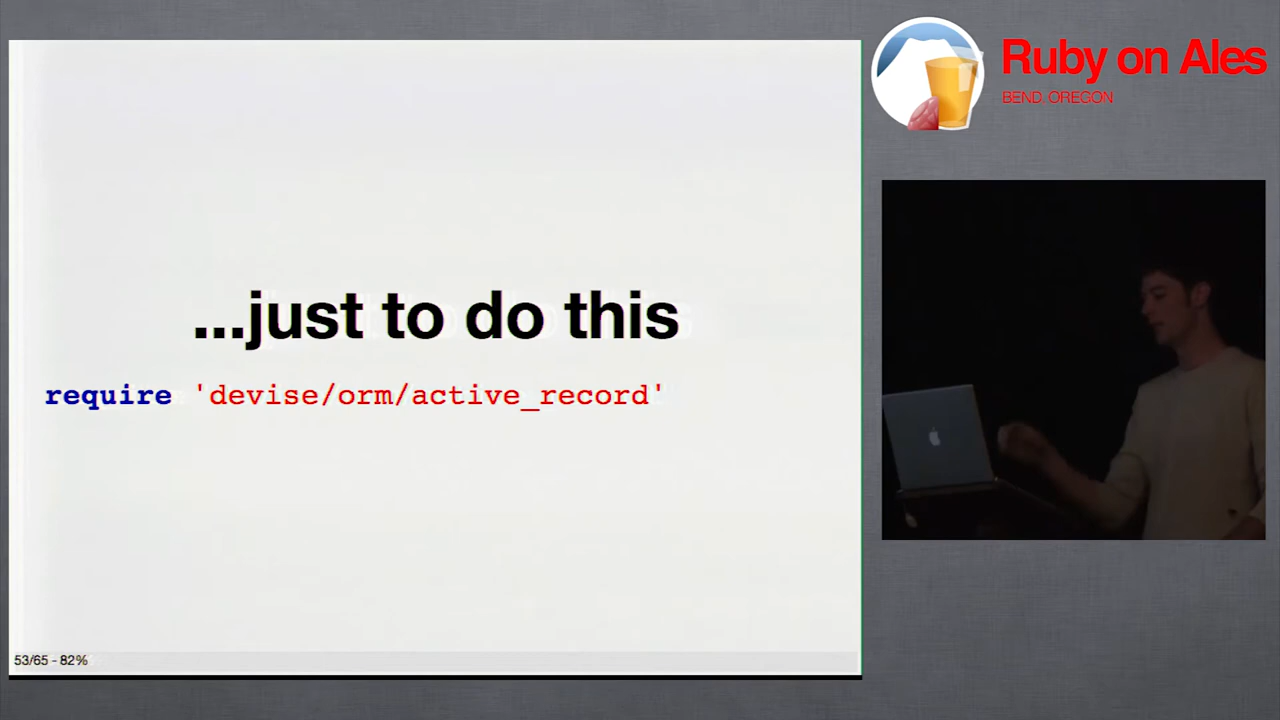 ...just to do this
require 'devise/orm/active_record'
53/65 - 82%
Ruby on Ales
BEND, OREGON